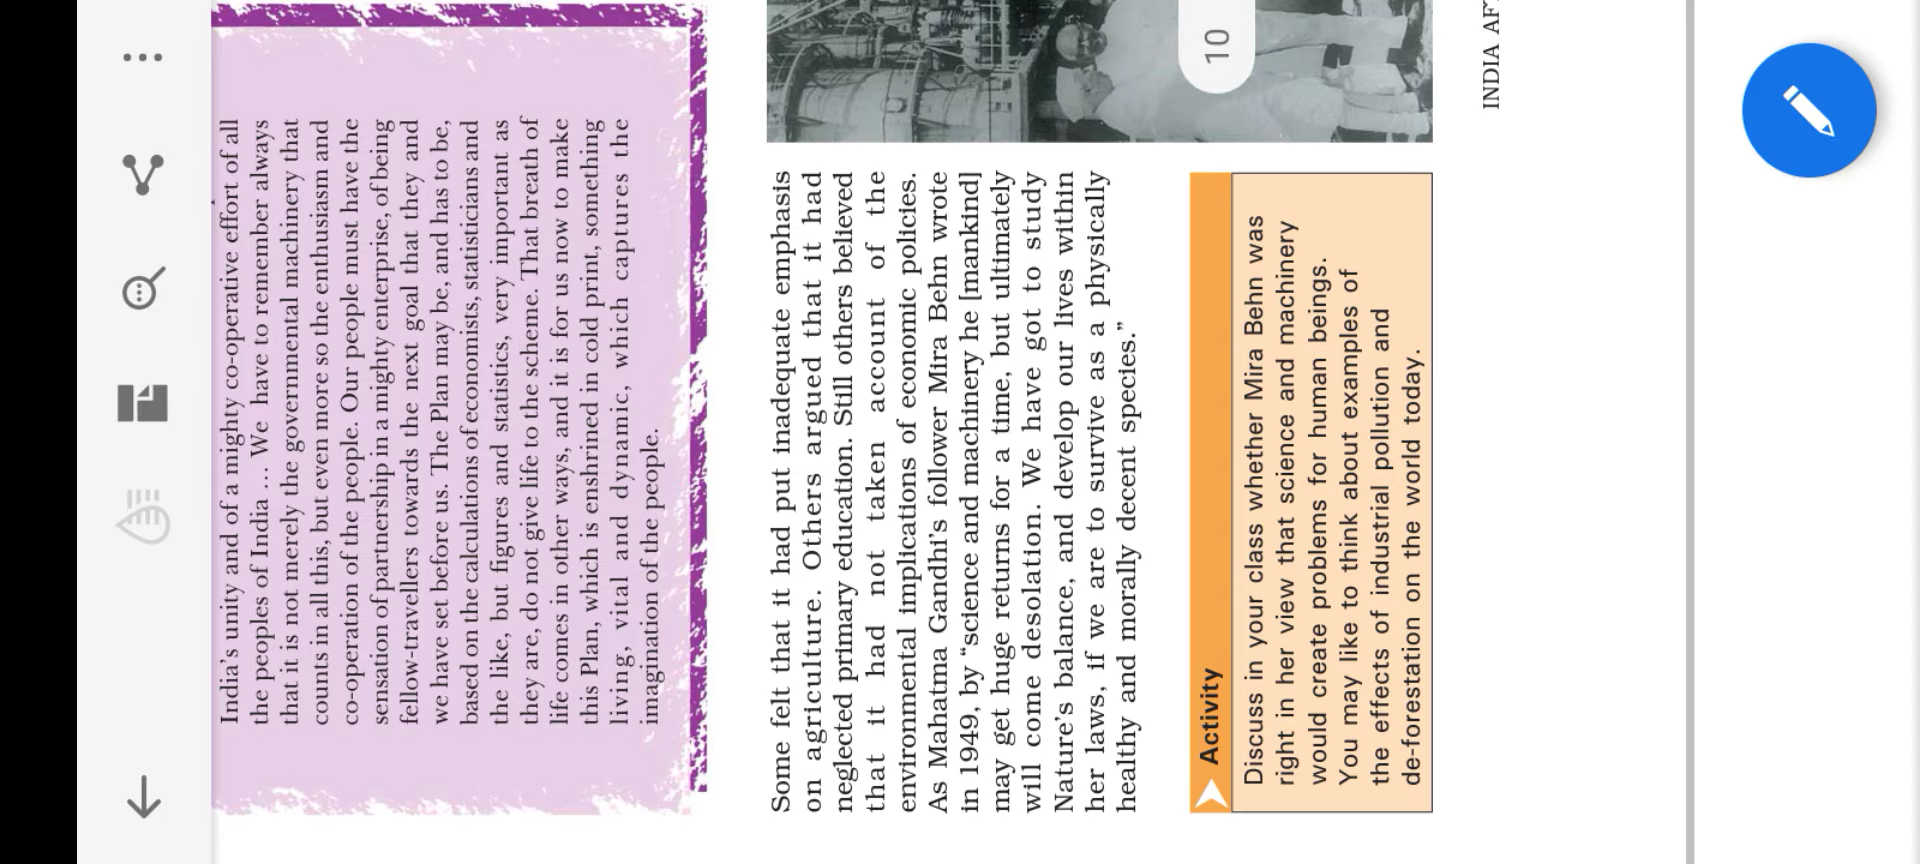 India's unity and of a mighty co-operative effort of all
the peoples of India ... We have to remember always
that it is not merely the governmental machinery that
counts in all this, but even more so the enthusiasm and
co-operation of the people. Our people must have the
sensation of partnership in a mighty enterprise, of being
fellow-travellers towards the next goal that they and
we have set before us. The Plan may be, and has to be,
based on the calculations of economists, statisticians and
the like, but figures and statistics, very important as
they are, do not give life to the scheme. That breath of
life comes in other ways, and it is for us now to make
this Plan, which is enshrined in cold print, something
living, vital and dynamic, which captures the
imagination of the people.
Some felt that it had put inadequate emphasis
on agriculture. Others argued that it had
neglected primary education. Still others believed
that it had not taken account of the
environmental implications of economic policies.
As Mahatma Gandhi's follower Mira Behn wrote
in 1949, by “science and machinery he [mankind]
may get huge returns for a time, but ultimately
will come desolation. We have got to study
Nature's balance, and develop our lives within
her laws, if we are to survive as a physically
healthy and morally decent species.”
Activity
Discuss in your class whether Mira Behn was
right in her view that science and machinery
would create problems for human beings.
You may like to think about examples of
the effects of industrial pollution and
de-forestation on the world today.
10
INDIA AF